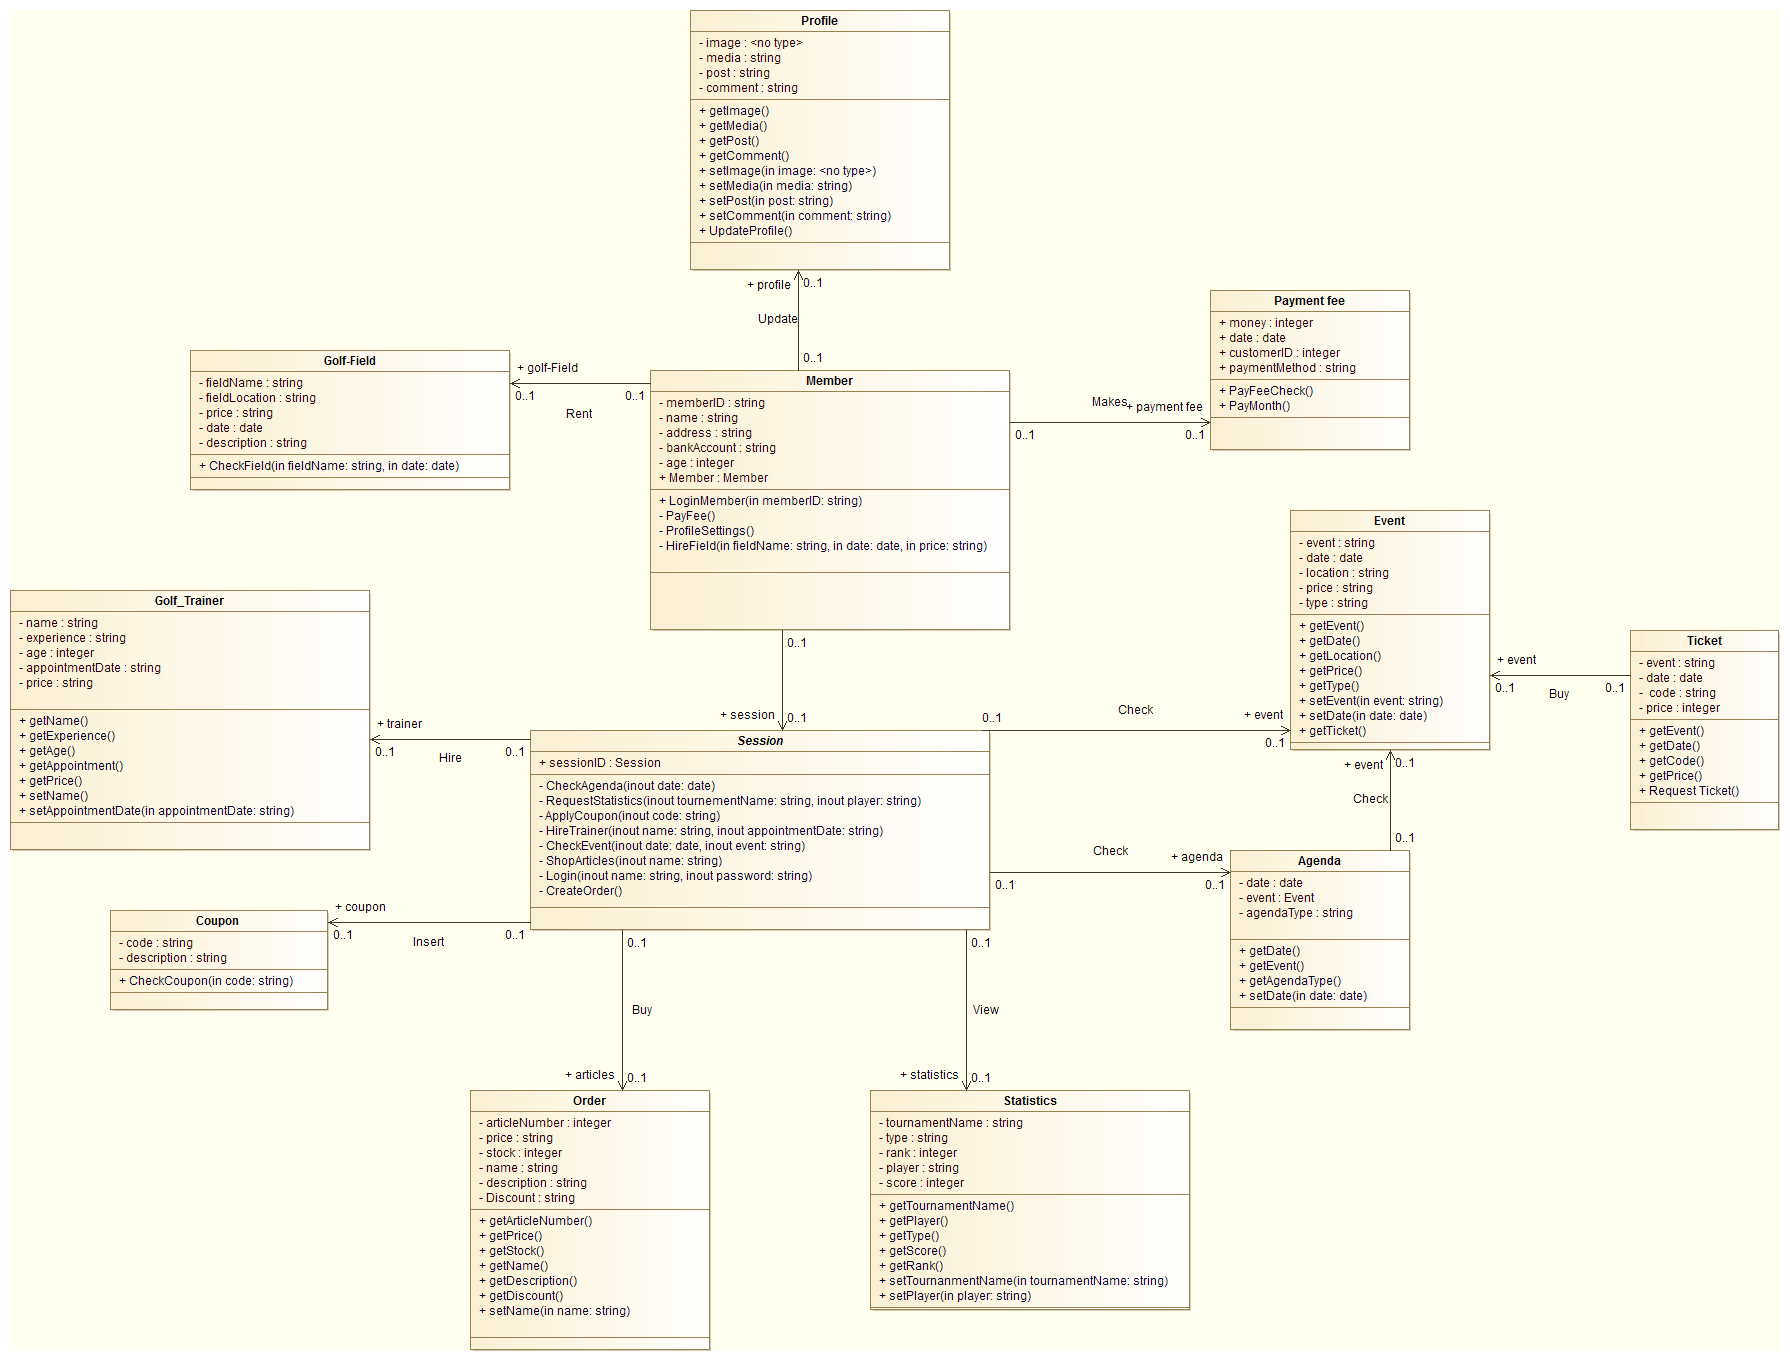 Profile
- image : <no type>
- media : string
- post : string
- comment : string
+ getImage()
+ getMedia()
+ getPost()
+ getComment()
+ setImage(in image: <no type>)
+ setMedia(in media: string)
+ setPost(in post: string)
+ setComment(in comment: string)
+ UpdateProfile()
+ profile
0..1
Update
0..1
Payment fee
+ money : integer
+ date : date
+ customerID : integer
+ paymentMethod : string
+ PayFeeCheck()
+ PayMonth()
Makes
+ payment fee
0..1
0..1
Golf-Field
- fieldName : string
- fieldLocation : string
- price : string
- date : date
- description : string
+ CheckField(in fieldName: string, in date: date)
+ golf-Field
0..1
0..1
Rent
Member
- memberID : string
- name : string
- address : string
- bankAccount : string
- age : integer
+ Member : Member
+ LoginMember(in memberID: string)
- PayFee()
- ProfileSettings()
- HireField(in fieldName: string, in date: date, in price: string)
0..1
+ session
0..1
Event
- event : string
- date : date
- location : string
- price : string
- type : string
+ getEvent()
+ getDate()
+ getLocation()
+ getPrice()
+ getType()
+ setEvent(in event: string)
+ setDate(in date: date)
+ getTicket()
+ event
0..1
0..1
Buy
Ticket
- event : string
- date : date
- code : string
- price : integer
+ getEvent()
+ getDate()
+ getCode()
+ getPrice()
+ Request Ticket()
Golf_Trainer
- name : string
- experience : string
- age : integer
- appointmentDate : string
- price : string
+ getName()
+ getExperience()
+ getAge()
+ getAppointment()
+ getPrice()
+ setName()
+ setAppointmentDate(in appointmentDate: string)
+ trainer
0..1
0..1
Hire
Session
+ sessionID : Session
- CheckAgenda(inout date: date)
- RequestStatistics(inout tournementName: string, inout player: string)
- ApplyCoupon(inout code: string)
- HireTrainer(inout name: string, inout appointmentDate: string)
- CheckEvent(inout date: date, inout event: string)
- ShopArticles(inout name: string)
- Login(inout name: string, inout password: string)
- CreateOrder()
0..1
Check
+ event
0..1
+ event
0..1
Check
0..1
Check
+ agenda
0..1
0..1
Agenda
- date : date
- event : Event
- agendaType : string
+ getDate()
+ getEvent()
+ getAgendaType()
+ setDate(in date: date)
Coupon
- code : string
- description : string
+ CheckCoupon(in code: string)
+ coupon
0..1
0..1
Insert
0..1
Buy
+ articles
0..1
0..1
View
+ statistics
0..1
Order
- articleNumber : integer
- price : string
- stock : integer
- name : string
- description : string
- Discount : string
+ getArticleNumber()
+ getPrice()
+ getStock()
+ getName()
+ getDescription()
+ getDiscount()
+ setName(in name: string)
Statistics
- tournamentName : string
- type : string
- rank : integer
- player : string
- score : integer
+ getTournamentName()
+ getPlayer()
+ getType()
+ getScore()
+ getRank()
+ setTournanmentName(in tournamentName: string)
+ setPlayer(in player: string)